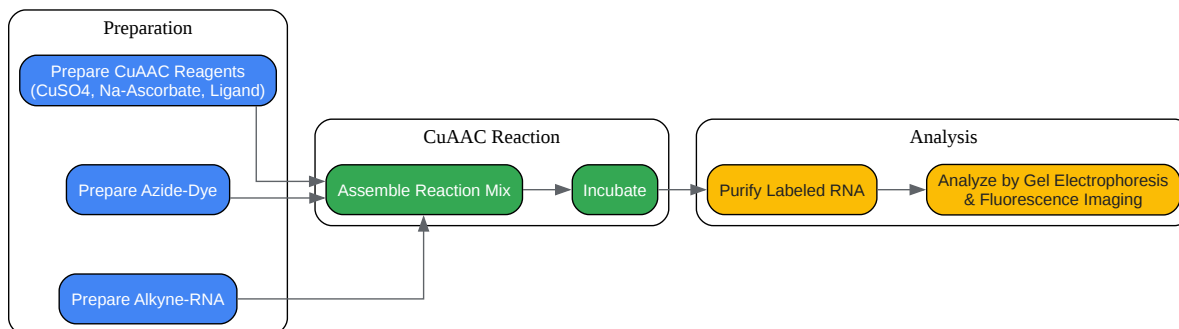 Preparation
Prepare CuAAC Reagents
(CuSO4, Na-Ascorbate, Ligand)
Prepare Azide-Dye
Prepare Alkyne-RNA
CuAAC Reaction
Assemble Reaction Mix
Incubate
Analysis
Purify Labeled RNA
Analyze by Gel Electrophoresis
& Fluorescence Imaging